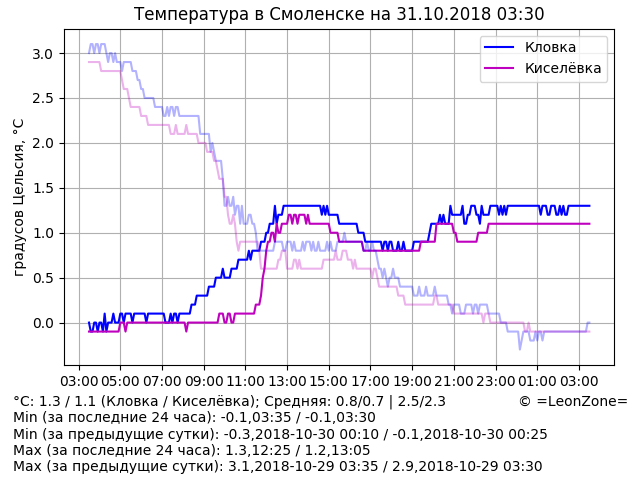 Температура в Смоленске на 31.10.2018 03:30
Кловка
Киселёвка
градусов Цельсия, °C
3.0
2.5
2.0
1.5
1.0
0.5
0.0
03:00 05:00 07:00 09:00 11:00 13:00 15:00 17:00 19:00 21:00 23:00 01:00 03:00
°C: 1.3 / 1.1 (Кловка / Киселёвка); Средняя: 0.8/0.7 | 2.5/2.3 © =LeonZone=
Min (за последние 24 часа): -0.1,03:35 / -0.1,03:30
Min (за предыдущие сутки): -0.3,2018-10-30 00:10 / -0.1,2018-10-30 00:25
Max (за последние 24 часа): 1.3,12:25 / 1.2,13:05
Max (за предыдущие сутки): 3.1,2018-10-29 03:35 / 2.9,2018-10-29 03:30